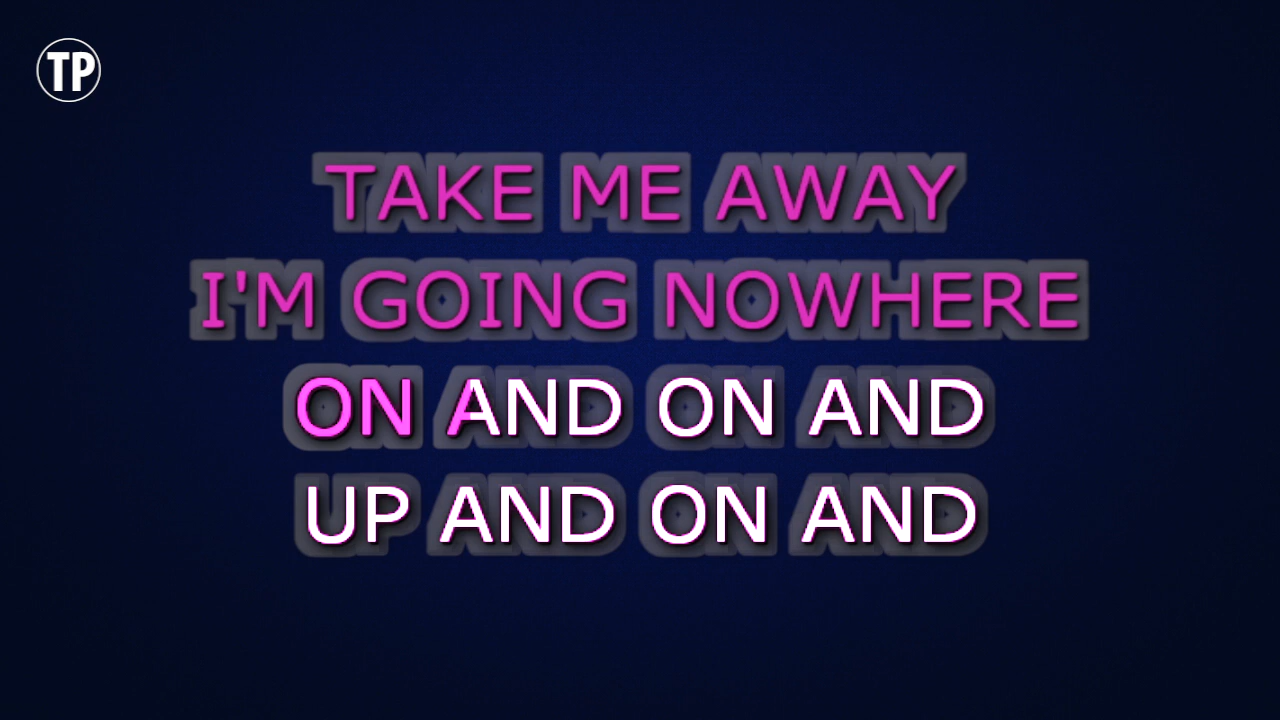 TP
TAKE ME AWAY
I'M GOING NOWHERE
ON AND ON AND
UP AND ON AND